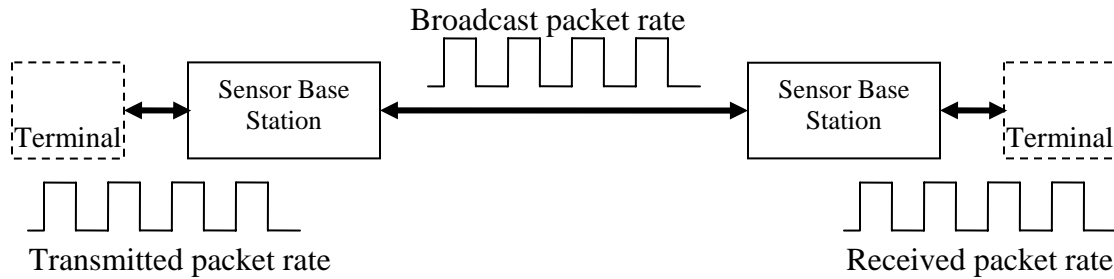 Broadcast packet rate
Sensor Base
Station
Sensor Base
Station
Terminal
Terminal
Transmitted packet rate
Received packet rate